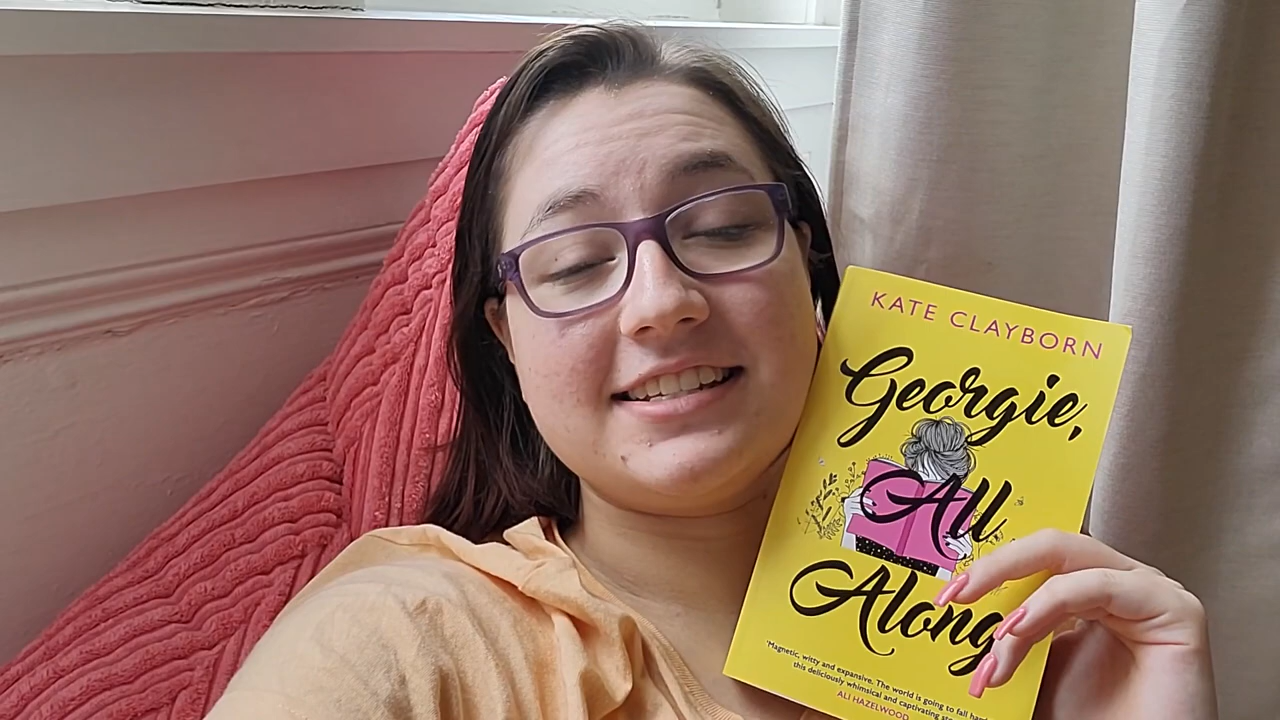 KATE CLAYBORN
Georgie,
All
Along
'Magnetic, witty and expansive. The world is going to fall hard
this deliciously whimsical and captivating
ALI HAZELWOOD